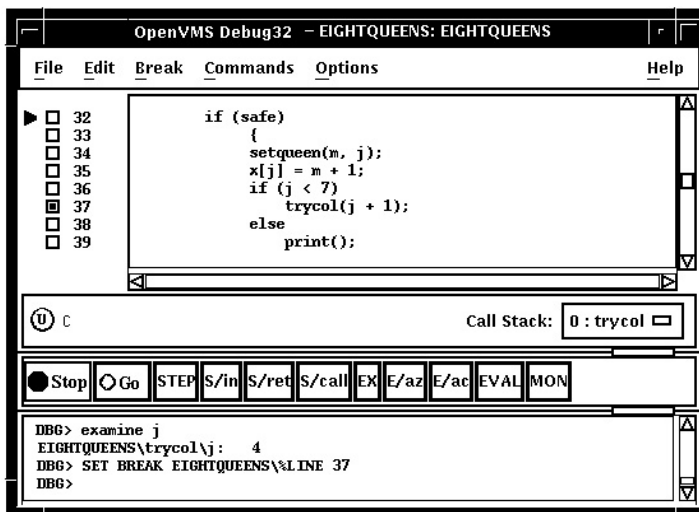 OpenVMS Debug32 – EIGHTQUEENS: EIGHTQUEENS
File Edit Break Commands Options Help
32 if (safe)
33 {
34 setqueen(m, j);
35 x[j] = m + 1;
36 if (j < 7)
37 trycol(j + 1);
38 else
39 print();
U C Call Stack: 0 : trycol
Stop Go STEP S/in S/ret S/call EX E/az E/ac EVAL MON
DBG> examine j
EIGHTQUEENS\trycol\j: 4
DBG> SET BREAK EIGHTQUEENS\%LINE 37
DBG>